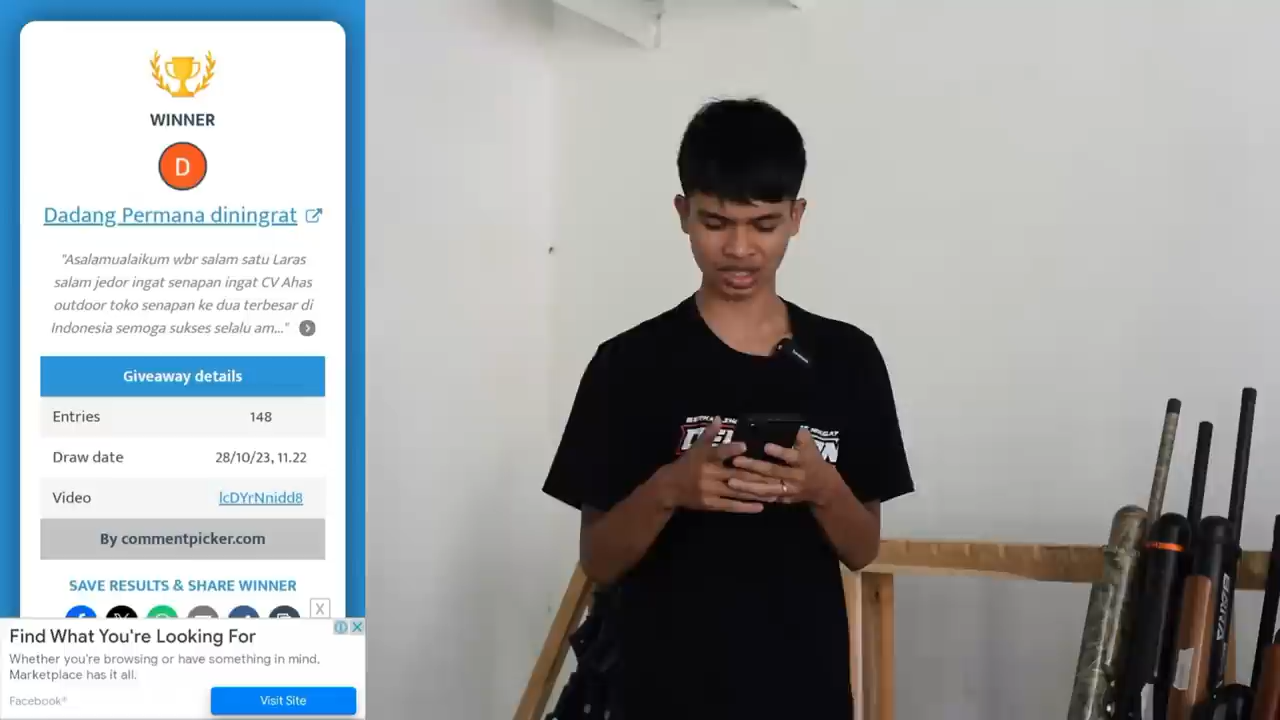 WINNER
D
Dadang Permana diningrat
"Asalamualaikum wbr salam satu Laras
salam jedor ingat senapan ingat CV Ahas
outdoor toko senapan ke dua terbesar di
Indonesia semoga sukses selalu am..."
Giveaway details
Entries 148
Draw date 28/10/23, 11.22
Video lcDYrNnidd8
By commentpicker.com
SAVE RESULTS & SHARE WINNER
X
Find What You're Looking For
Whether you're browsing or have something in mind,
Marketplace has it all.
Facebook®
Visit Site